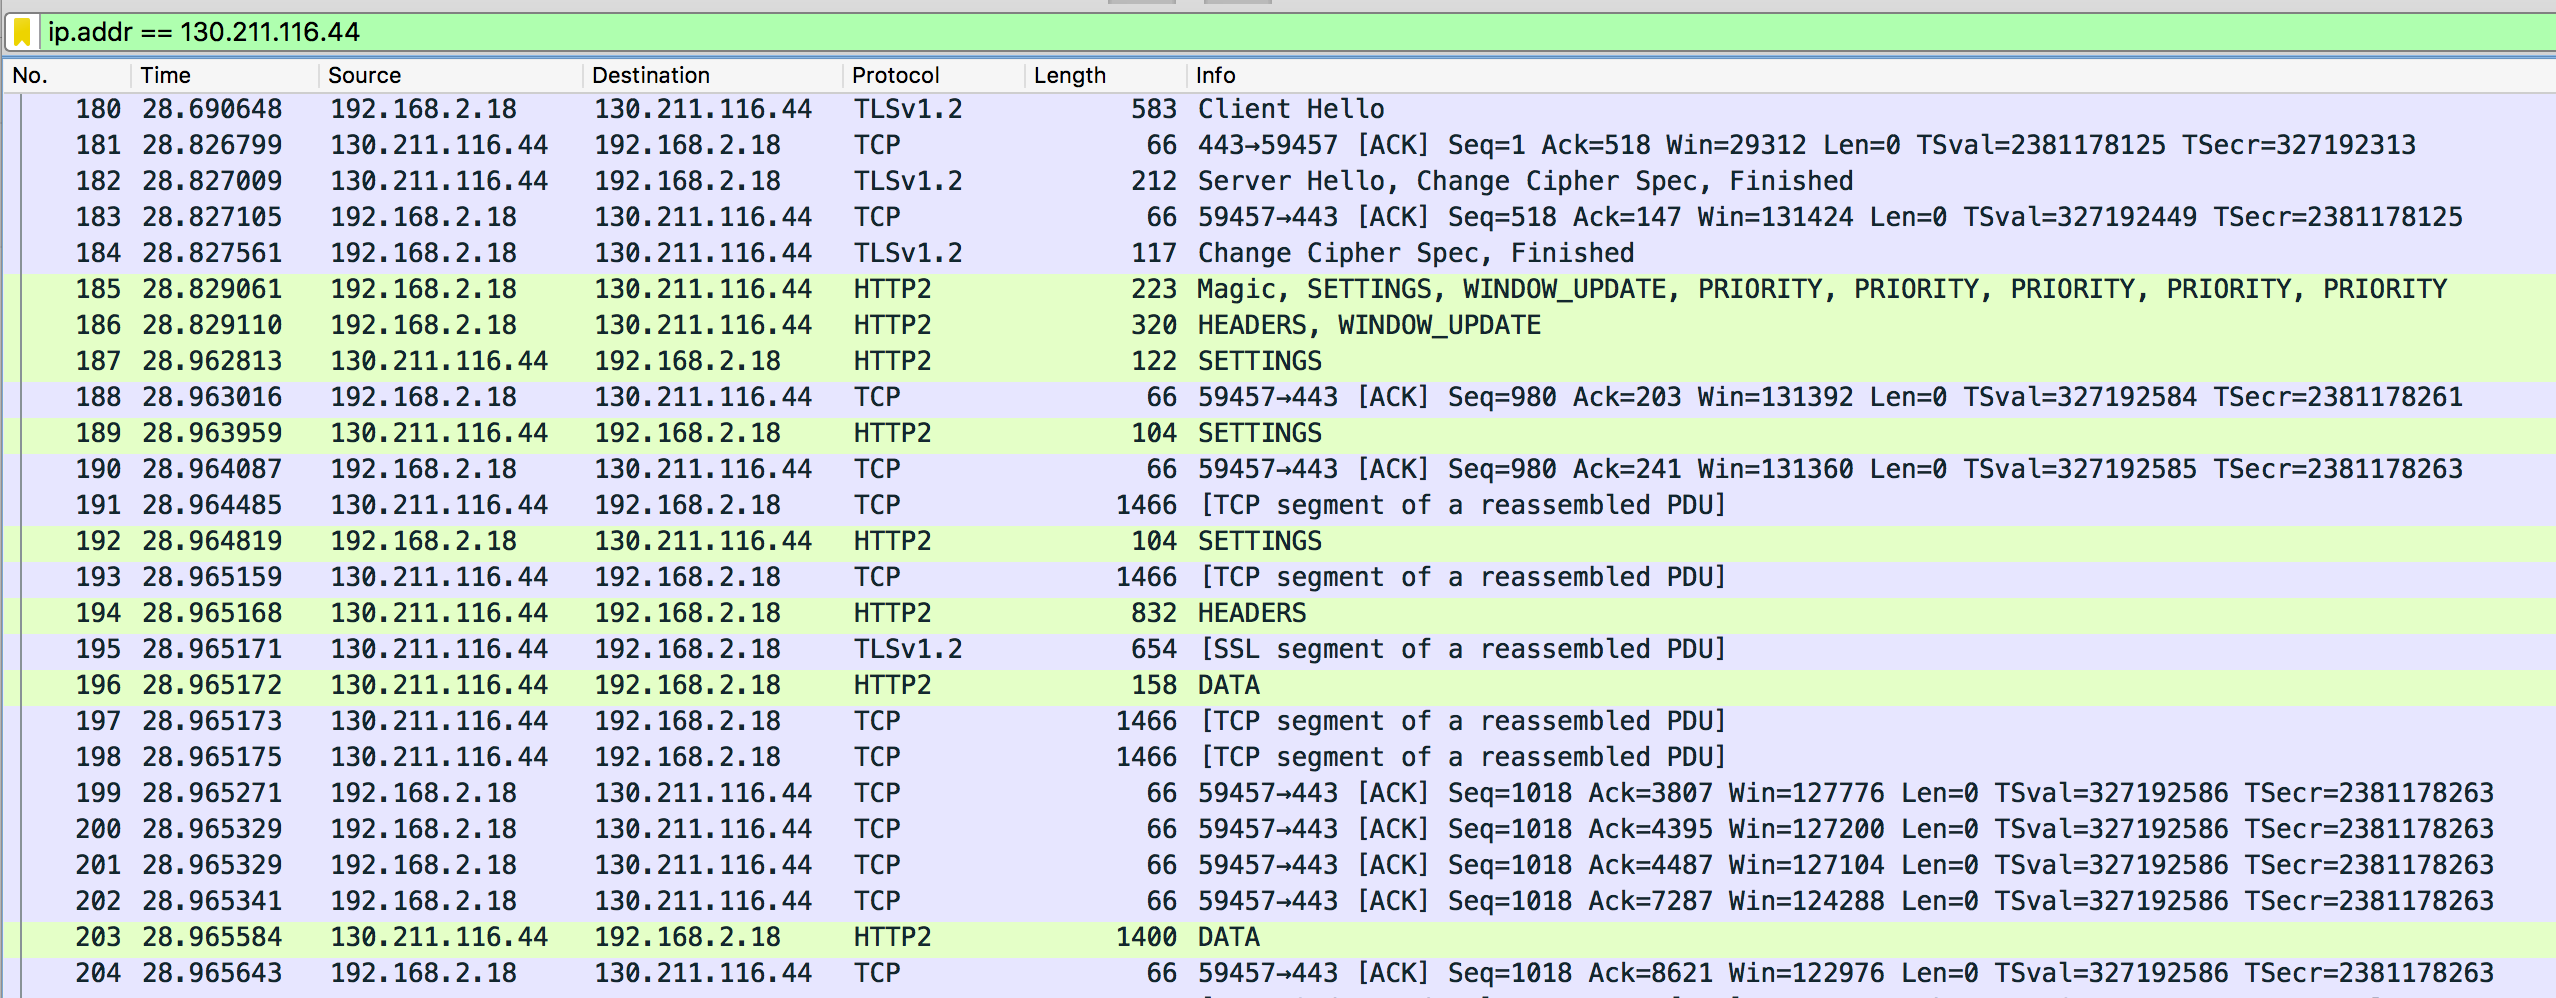 ip.addr == 130.211.116.44
No. Time Source Destination Protocol Length Info
180 28.690648 192.168.2.18 130.211.116.44 TLSv1.2 583 Client Hello
181 28.826799 130.211.116.44 192.168.2.18 TCP 66 443→59457 [ACK] Seq=1 Ack=518 Win=29312 Len=0 TSval=2381178125 TSecr=327192313
182 28.827009 130.211.116.44 192.168.2.18 TLSv1.2 212 Server Hello, Change Cipher Spec, Finished
183 28.827105 192.168.2.18 130.211.116.44 TCP 66 59457→443 [ACK] Seq=518 Ack=147 Win=131424 Len=0 TSval=327192449 TSecr=2381178125
184 28.827561 192.168.2.18 130.211.116.44 TLSv1.2 117 Change Cipher Spec, Finished
185 28.829061 192.168.2.18 130.211.116.44 HTTP2 223 Magic, SETTINGS, WINDOW_UPDATE, PRIORITY, PRIORITY, PRIORITY, PRIORITY, PRIORITY
186 28.829110 192.168.2.18 130.211.116.44 HTTP2 320 HEADERS, WINDOW_UPDATE
187 28.962813 130.211.116.44 192.168.2.18 HTTP2 122 SETTINGS
188 28.963016 192.168.2.18 130.211.116.44 TCP 66 59457→443 [ACK] Seq=980 Ack=203 Win=131392 Len=0 TSval=327192584 TSecr=2381178261
189 28.963959 130.211.116.44 192.168.2.18 HTTP2 104 SETTINGS
190 28.964087 192.168.2.18 130.211.116.44 TCP 66 59457→443 [ACK] Seq=980 Ack=241 Win=131360 Len=0 TSval=327192585 TSecr=2381178263
191 28.964485 130.211.116.44 192.168.2.18 TCP 1466 [TCP segment of a reassembled PDU]
192 28.964819 192.168.2.18 130.211.116.44 HTTP2 104 SETTINGS
193 28.965159 130.211.116.44 192.168.2.18 TCP 1466 [TCP segment of a reassembled PDU]
194 28.965168 130.211.116.44 192.168.2.18 HTTP2 832 HEADERS
195 28.965171 130.211.116.44 192.168.2.18 TLSv1.2 654 [SSL segment of a reassembled PDU]
196 28.965172 130.211.116.44 192.168.2.18 HTTP2 158 DATA
197 28.965173 130.211.116.44 192.168.2.18 TCP 1466 [TCP segment of a reassembled PDU]
198 28.965175 130.211.116.44 192.168.2.18 TCP 1466 [TCP segment of a reassembled PDU]
199 28.965271 192.168.2.18 130.211.116.44 TCP 66 59457→443 [ACK] Seq=1018 Ack=3807 Win=127776 Len=0 TSval=327192586 TSecr=2381178263
200 28.965329 192.168.2.18 130.211.116.44 TCP 66 59457→443 [ACK] Seq=1018 Ack=4395 Win=127200 Len=0 TSval=327192586 TSecr=2381178263
201 28.965329 192.168.2.18 130.211.116.44 TCP 66 59457→443 [ACK] Seq=1018 Ack=4487 Win=127104 Len=0 TSval=327192586 TSecr=2381178263
202 28.965341 192.168.2.18 130.211.116.44 TCP 66 59457→443 [ACK] Seq=1018 Ack=7287 Win=124288 Len=0 TSval=327192586 TSecr=2381178263
203 28.965584 130.211.116.44 192.168.2.18 HTTP2 1400 DATA
204 28.965643 192.168.2.18 130.211.116.44 TCP 66 59457→443 [ACK] Seq=1018 Ack=8621 Win=122976 Len=0 TSval=327192586 TSecr=2381178263